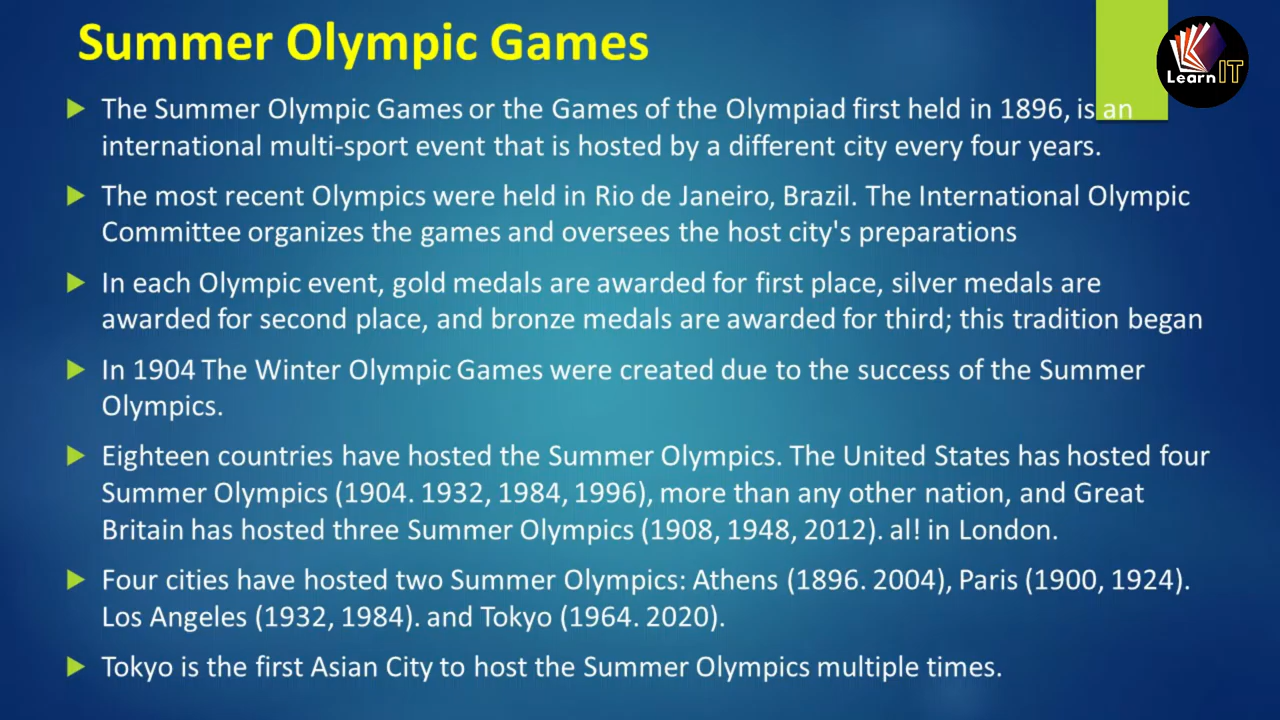 Summer Olympic Games
Learn IT
The Summer Olympic Games or the Games of the Olympiad first held in 1896, is an
international multi-sport event that is hosted by a different city every four years.
The most recent Olympics were held in Rio de Janeiro, Brazil. The International Olympic
Committee organizes the games and oversees the host city's preparations
In each Olympic event, gold medals are awarded for first place, silver medals are
awarded for second place, and bronze medals are awarded for third; this tradition began
In 1904 The Winter Olympic Games were created due to the success of the Summer
Olympics.
Eighteen countries have hosted the Summer Olympics. The United States has hosted four
Summer Olympics (1904. 1932, 1984, 1996), more than any other nation, and Great
Britain has hosted three Summer Olympics (1908, 1948, 2012). al! in London.
Four cities have hosted two Summer Olympics: Athens (1896. 2004), Paris (1900, 1924).
Los Angeles (1932, 1984). and Tokyo (1964. 2020).
Tokyo is the first Asian City to host the Summer Olympics multiple times.